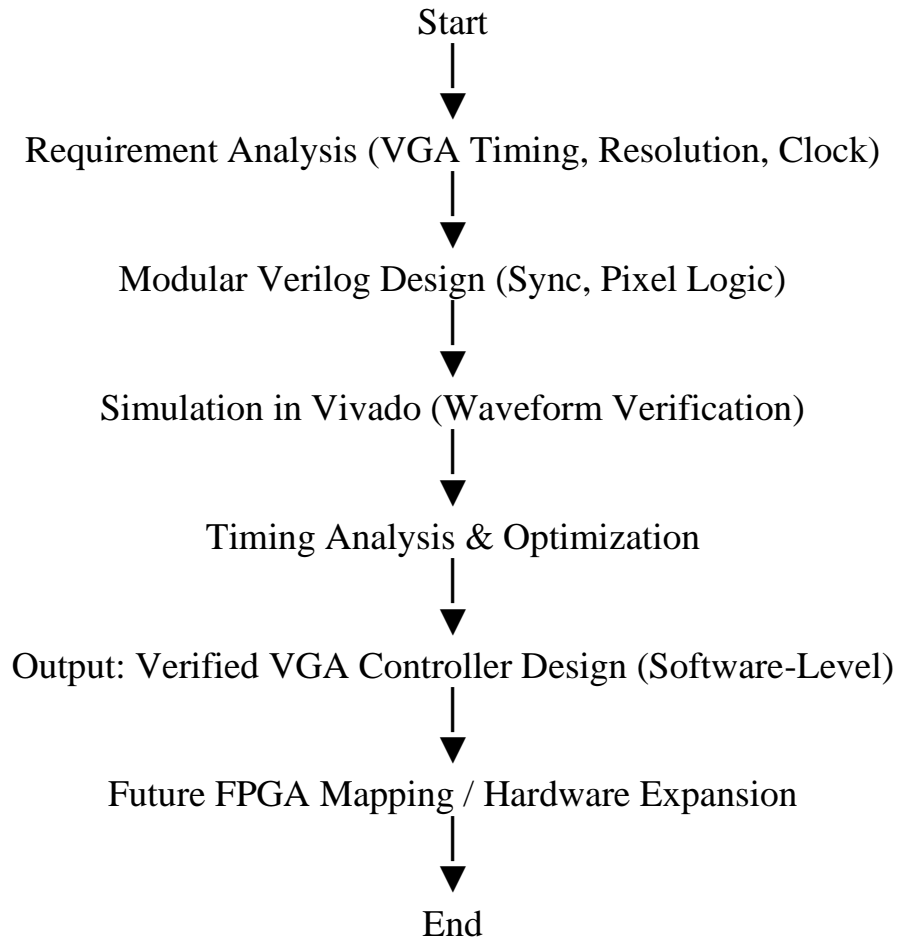 Start
Requirement Analysis (VGA Timing, Resolution, Clock)
Modular Verilog Design (Sync, Pixel Logic)
Simulation in Vivado (Waveform Verification)
Timing Analysis & Optimization
Output: Verified VGA Controller Design (Software-Level)
Future FPGA Mapping / Hardware Expansion
End